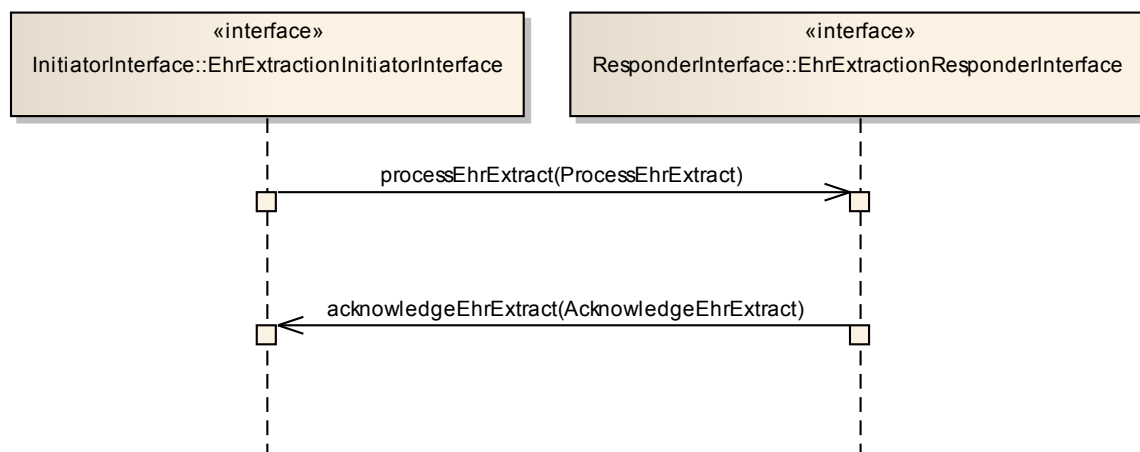 «interface»
InitiatorInterface::EhrExtractionInitiatorInterface
«interface»
ResponderInterface::EhrExtractionResponderInterface
processEhrExtract(ProcessEhrExtract)
acknowledgeEhrExtract(AcknowledgeEhrExtract)